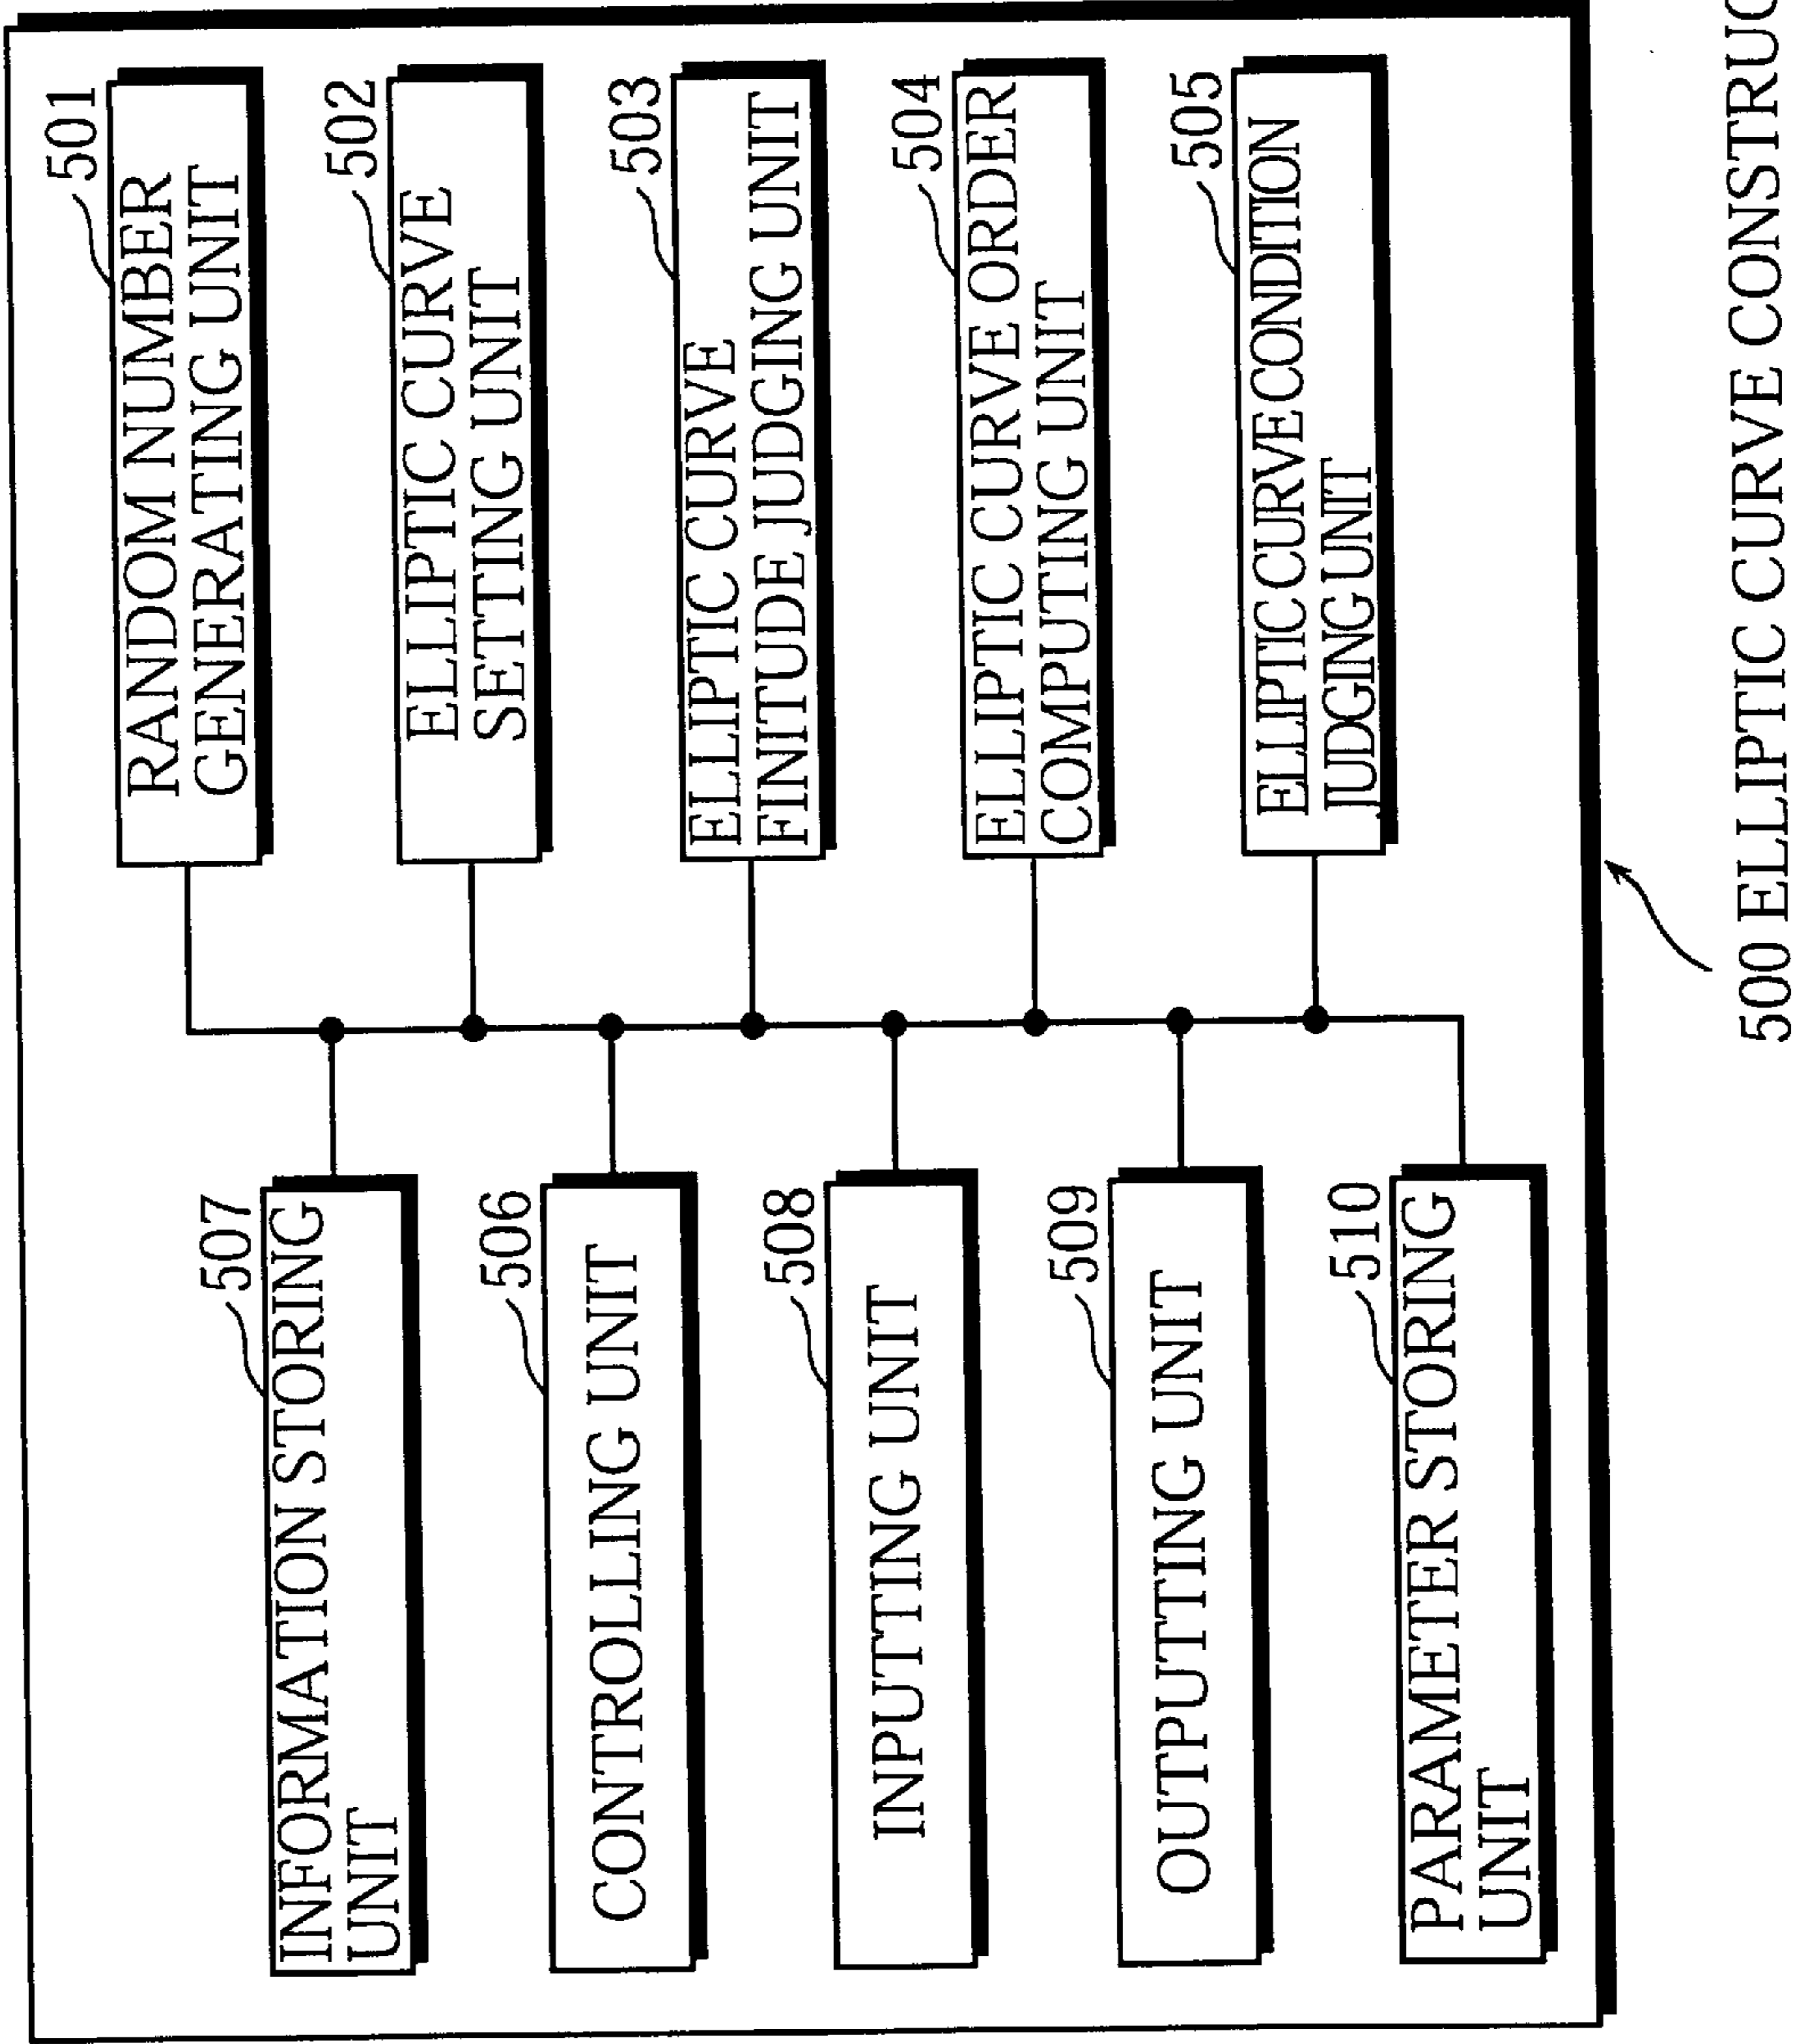 507
INFORMATION STORING
UNIT
506
CONTROLLING UNIT
508
INPUTTING UNIT
509
OUTPUTTING UNIT
510
PARAMETER STORING
UNIT
501
RANDOM NUMBER
GENERATING UNIT
502
ELLIPTIC CURVE
SETTING UNIT
503
ELLIPTIC CURVE
FINITUDE JUDGING UNIT
504
ELLIPTIC CURVE ORDER
COMPUTING UNIT
505
ELLIPTIC CURVE CONDITION
JUDGING UNIT
500 ELLIPTIC CURVE